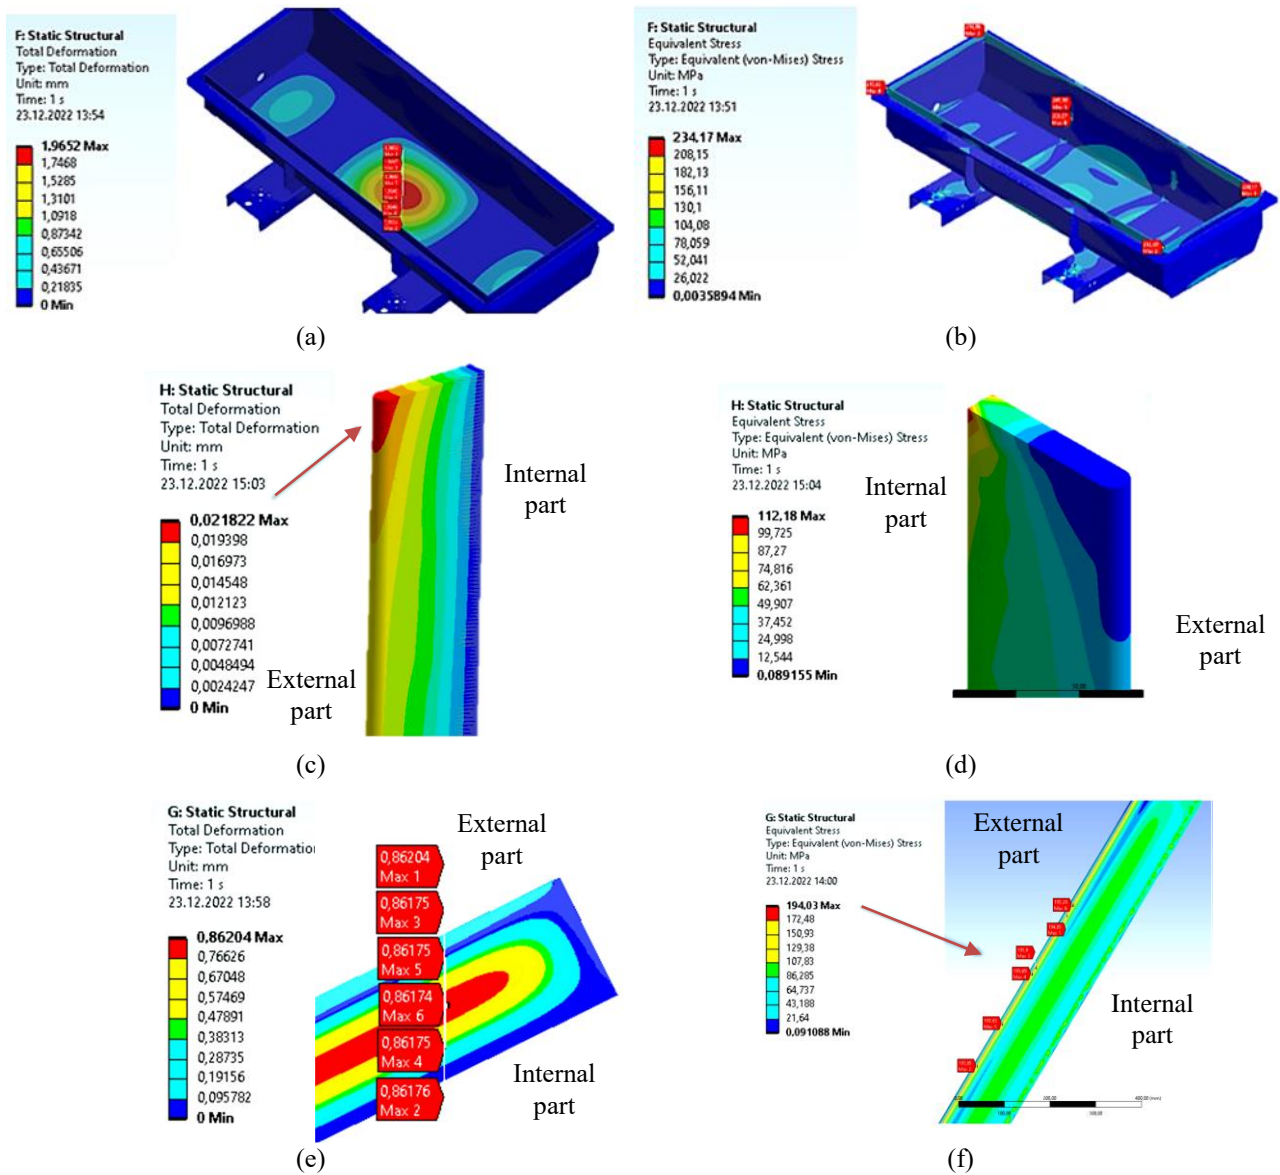 F: Static Structural
Total Deformation
Type: Total Deformation
Unit: mm
Time: 1 s
23.12.2022 13:54
1,9652 Max
1,7468
1,5285
1,3101
1,0918
0,87342
0,65506
0,43671
0,21835
0 Min
(a)
F: Static Structural
Equivalent Stress
Type: Equivalent (von-Mises) Stress
Unit: MPa
Time: 1 s
23.12.2022 13:51
234,17 Max
208,15
182,13
156,11
130,1
104,08
78,059
52,041
26,022
0,0035894 Min
(b)
H: Static Structural
Total Deformation
Type: Total Deformation
Unit: mm
Time: 1 s
23.12.2022 15:03
0,021822 Max
0,019398
0,016973
0,014548
0,012123
0,0096988
0,0072741
0,0048494
0,0024247
0 Min
Internal
part
External
part
(c)
H: Static Structural
Equivalent Stress
Type: Equivalent (von-Mises) Stress
Unit: MPa
Time: 1 s
23.12.2022 15:04
112,18 Max
99,725
87,27
74,816
62,361
49,907
37,452
24,998
12,544
0,089155 Min
Internal
part
External
part
(d)
G: Static Structural
Total Deformation
Type: Total Deformatio
Unit: mm
Time: 1 s
23.12.2022 13:58
0,86204 Max
0,76626
0,67048
0,57469
0,47891
0,38313
0,28735
0,19156
0,095782
0 Min
External
part
0,86204
Max 1
0,86175
Max 3
0,86175
Max 5
0,86174
Max 6
0,86175
Max 4
0,86176
Max 2
Internal
part
(e)
G: Static Structural
Equivalent Stress
Type: Equivalent (von-Mises) Stress
Unit: MPa
Time: 1 s
23.12.2022 14:00
194,03 Max
172,48
150,93
129,38
107,83
86,285
64,737
43,188
21,64
0,091088 Min
External
part
Internal
part
(f)